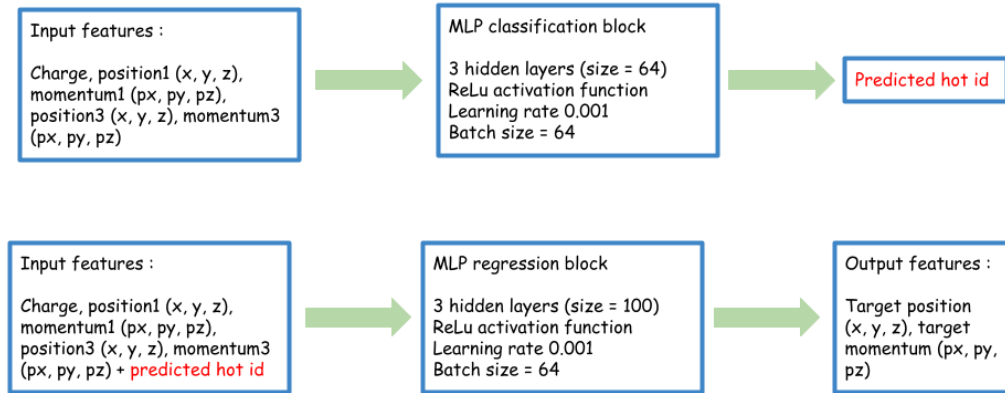 Input features :
Charge, position1 (x, y, z),
momentum1 (px, py, pz),
position3 (x, y, z), momentum3
(px, py, pz)
MLP classification block
3 hidden layers (size = 64)
ReLu activation function
Learning rate 0.001
Batch size = 64
Predicted hot id
Input features :
Charge, position1 (x, y, z),
momentum1 (px, py, pz),
position3 (x, y, z), momentum3
(px, py, pz) + predicted hot id
MLP regression block
3 hidden layers (size = 100)
ReLu activation function
Learning rate 0.001
Batch size = 64
Output features :
Target position
(x, y, z), target
momentum (px, py,
pz)